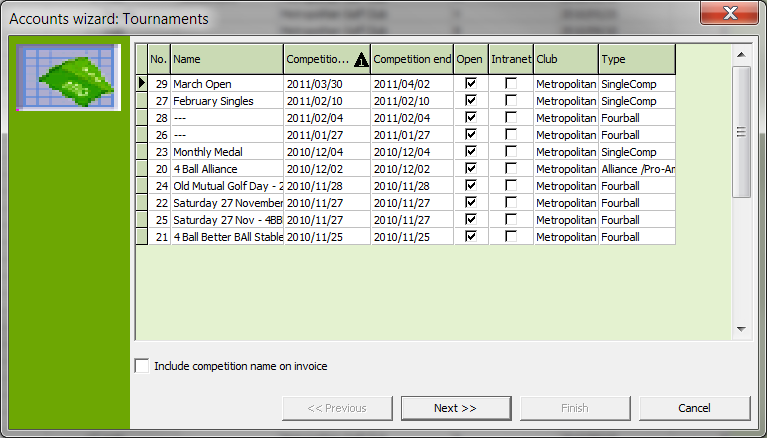 Accounts wizard: Tournaments
No. Name Competitio... 1 Competition end Open Intranet Club Type
29 March Open 2011/03/30 2011/04/02 Metropolitan SingleComp
27 February Singles 2011/02/10 2011/02/10 Metropolitan SingleComp
28 --- 2011/02/04 2011/02/04 Metropolitan Fourball
26 --- 2011/01/27 2011/01/27 Metropolitan Fourball
23 Monthly Medal 2010/12/04 2010/12/04 Metropolitan SingleComp
20 4 Ball Alliance 2010/12/02 2010/12/02 Metropolitan Alliance /Pro-Am
24 Old Mutual Golf Day - 2 2010/11/28 2010/11/28 Metropolitan Fourball
22 Saturday 27 November 2010/11/27 2010/11/27 Metropolitan Fourball
25 Saturday 27 Nov - 4BB 2010/11/27 2010/11/27 Metropolitan Fourball
21 4 Ball Better BAll Stable 2010/11/25 2010/11/25 Metropolitan Fourball
Include competition name on invoice
<< Previous Next >> Finish Cancel